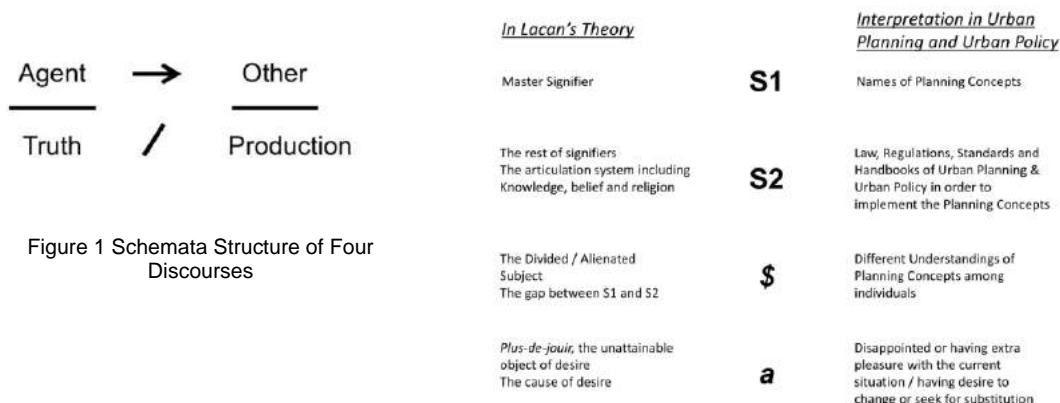 Agent → Other
Truth / Production
Figure 1 Schemata Structure of Four
Discourses
In Lacan's Theory
Interpretation in Urban
Planning and Urban Policy
Master Signifier
S1
Names of Planning Concepts
The rest of signifiers
The articulation system including
Knowledge, belief and religion
S2
Law, Regulations, Standards and
Handbooks of Urban Planning &
Urban Policy in order to
implement the Planning Concepts
The Divided / Alienated
Subject
The gap between S1 and S2
$
Different Understandings of
Planning Concepts among
individuals
Plus-de-jouir, the unattainable
object of desire
The cause of desire
a
Disappointed or having extra
pleasure with the current
situation / having desire to
change or seek for substitution